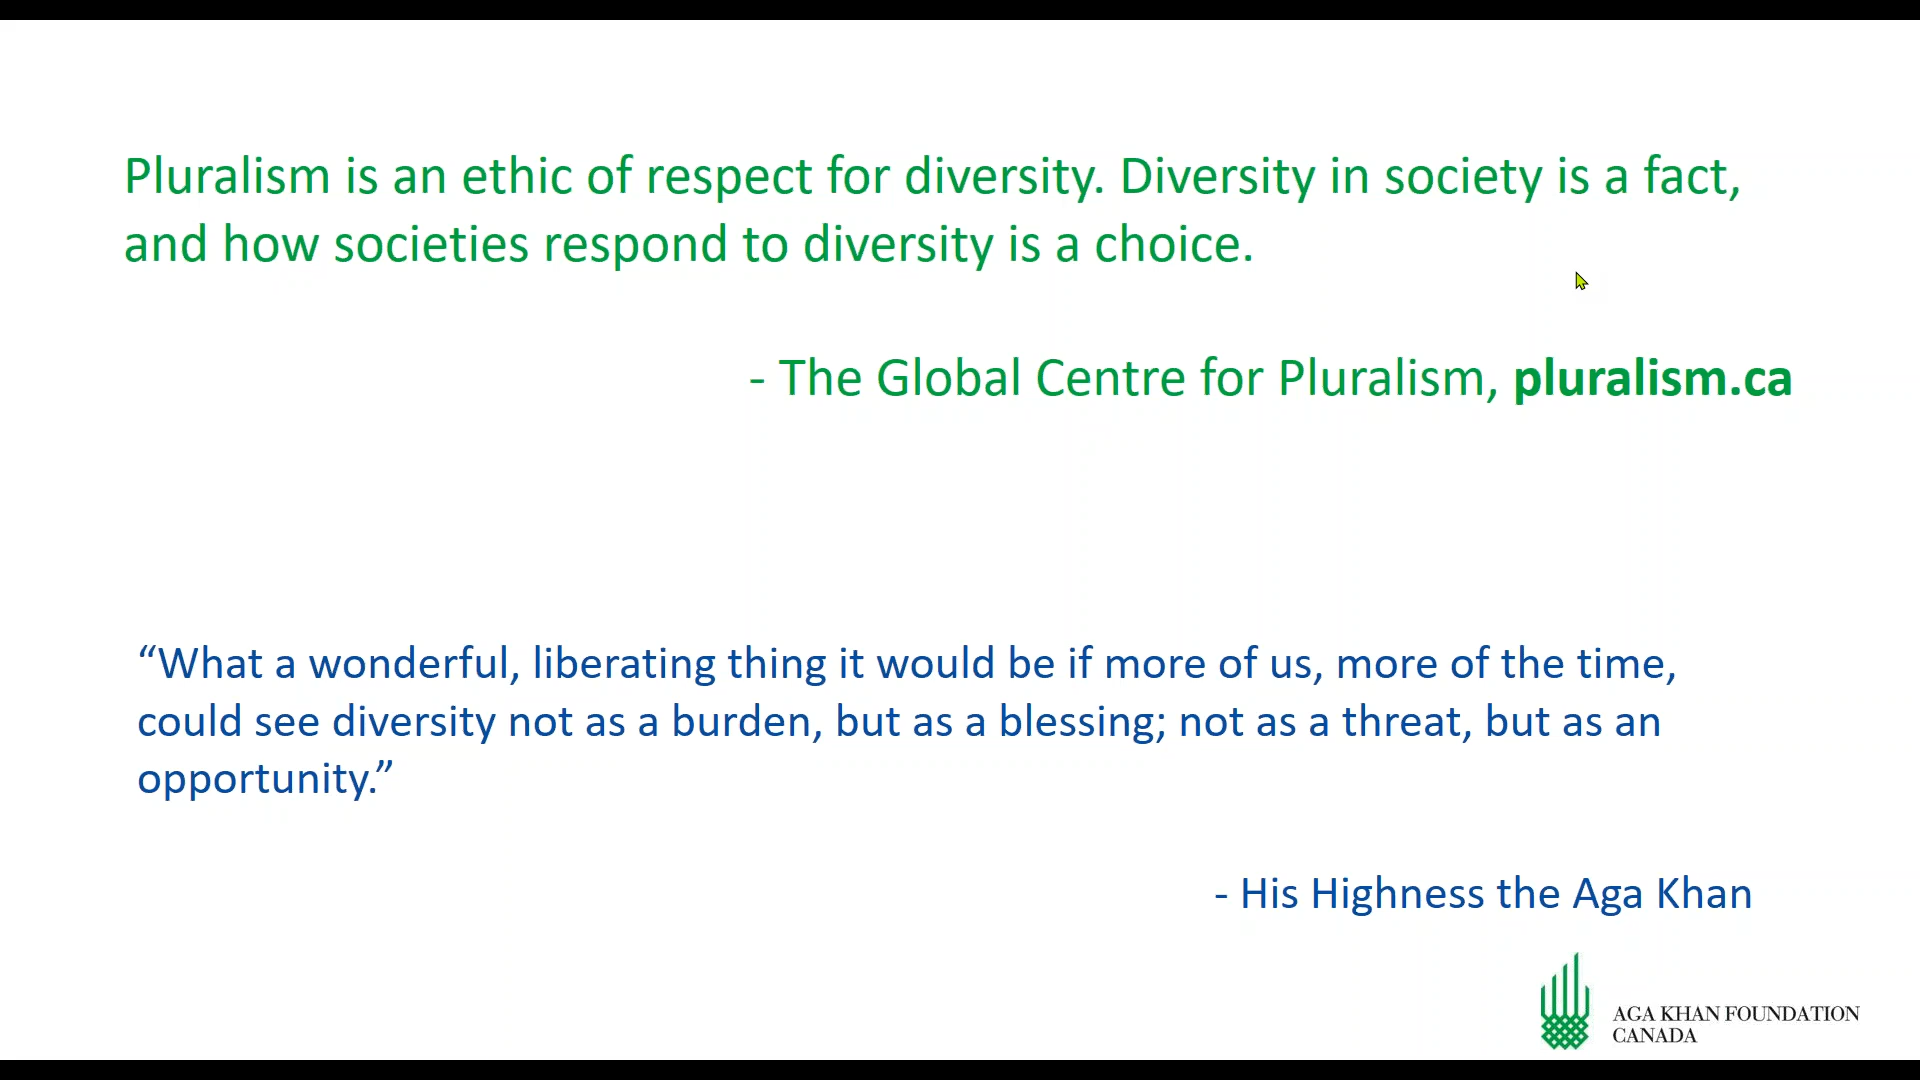 Pluralism is an ethic of respect for diversity. Diversity in society is a fact,
and how societies respond to diversity is a choice.
- The Global Centre for Pluralism, pluralism.ca
“What a wonderful, liberating thing it would be if more of us, more of the time,
could see diversity not as a burden, but as a blessing; not as a threat, but as an
opportunity.”
- His Highness the Aga Khan
AGA KHAN FOUNDATION
CANADA